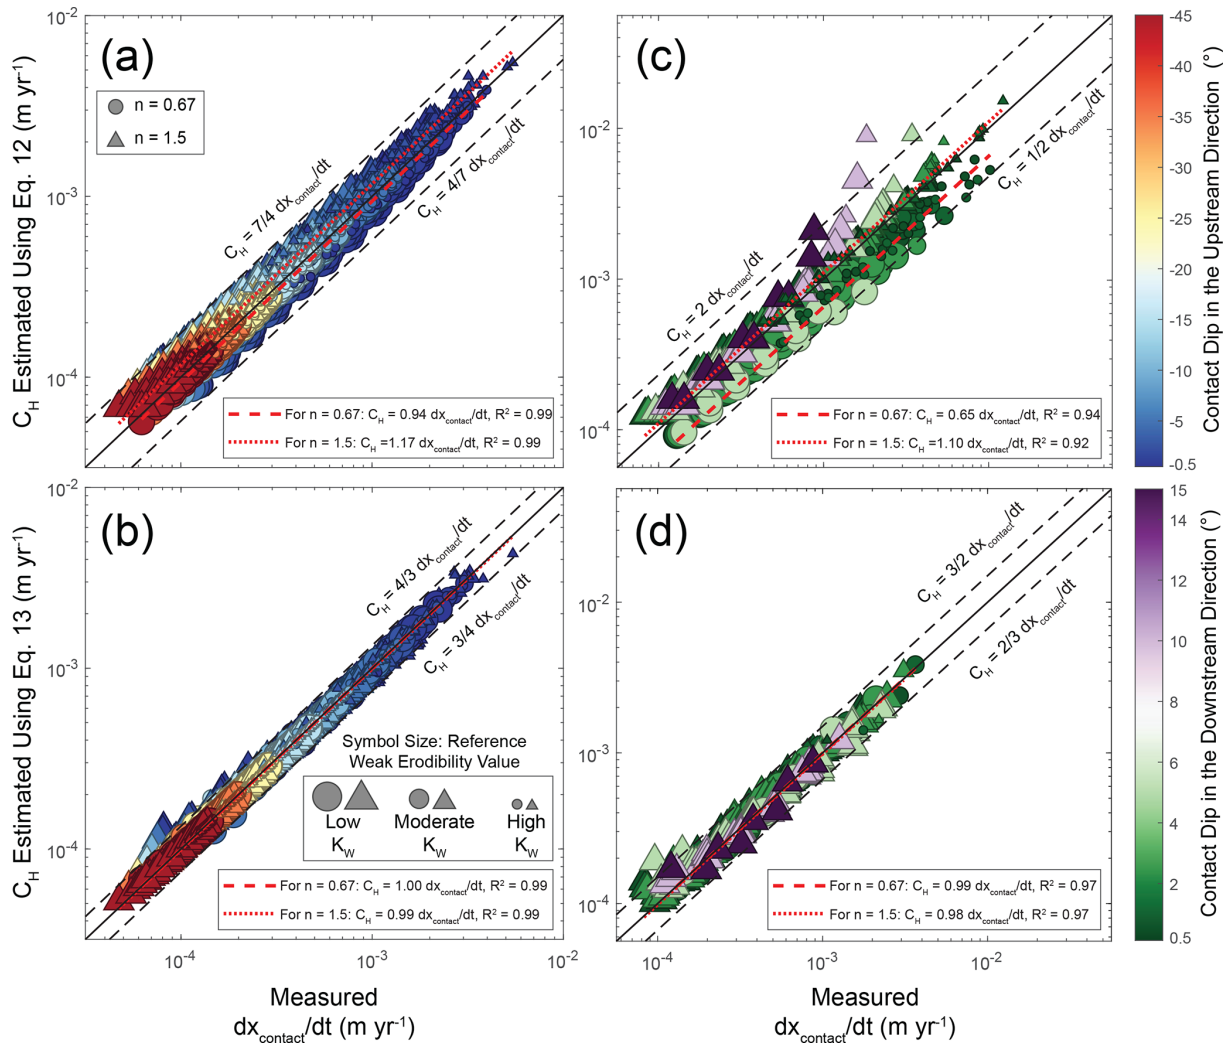 (a)
n = 0.67
n = 1.5
C_H = 7/4 dx_contact/dt
C_H = 4/7 dx_contact/dt
For n = 0.67: C_H = 0.94 dx_contact/dt, R² = 0.99
For n = 1.5: C_H =1.17 dx_contact/dt, R² = 0.99
10⁻²
10⁻³
10⁻⁴
C_H Estimated Using Eq. 12 (m yr⁻¹)
(c)
C_H = 2 dx_contact/dt
C_H = 1/2 dx_contact/dt
For n = 0.67: C_H = 0.65 dx_contact/dt, R² = 0.94
For n = 1.5: C_H =1.10 dx_contact/dt, R² = 0.92
10⁻²
10⁻³
10⁻⁴
-45
-40
-35
-30
-25
-20
-15
-10
-5
-0.5
Contact Dip in the Upstream Direction (°)
(b)
C_H = 4/3 dx_contact/dt
C_H = 3/4 dx_contact/dt
Symbol Size: Reference
Weak Erodibility Value
Low Moderate High
K_W K_W K_W
For n = 0.67: C_H = 1.00 dx_contact/dt, R² = 0.99
For n = 1.5: C_H = 0.99 dx_contact/dt, R² = 0.99
10⁻²
10⁻³
10⁻⁴
C_H Estimated Using Eq. 13 (m yr⁻¹)
10⁻⁴ 10⁻³ 10⁻²
Measured
dx_contact/dt (m yr⁻¹)
(d)
C_H = 3/2 dx_contact/dt
C_H = 2/3 dx_contact/dt
For n = 0.67: C_H = 0.99 dx_contact/dt, R² = 0.97
For n = 1.5: C_H = 0.98 dx_contact/dt, R² = 0.97
10⁻²
10⁻³
10⁻⁴
10⁻⁴ 10⁻³ 10⁻²
Measured
dx_contact/dt (m yr⁻¹)
15
14
12
10
8
6
4
2
0.5
Contact Dip in the Downstream Direction (°)